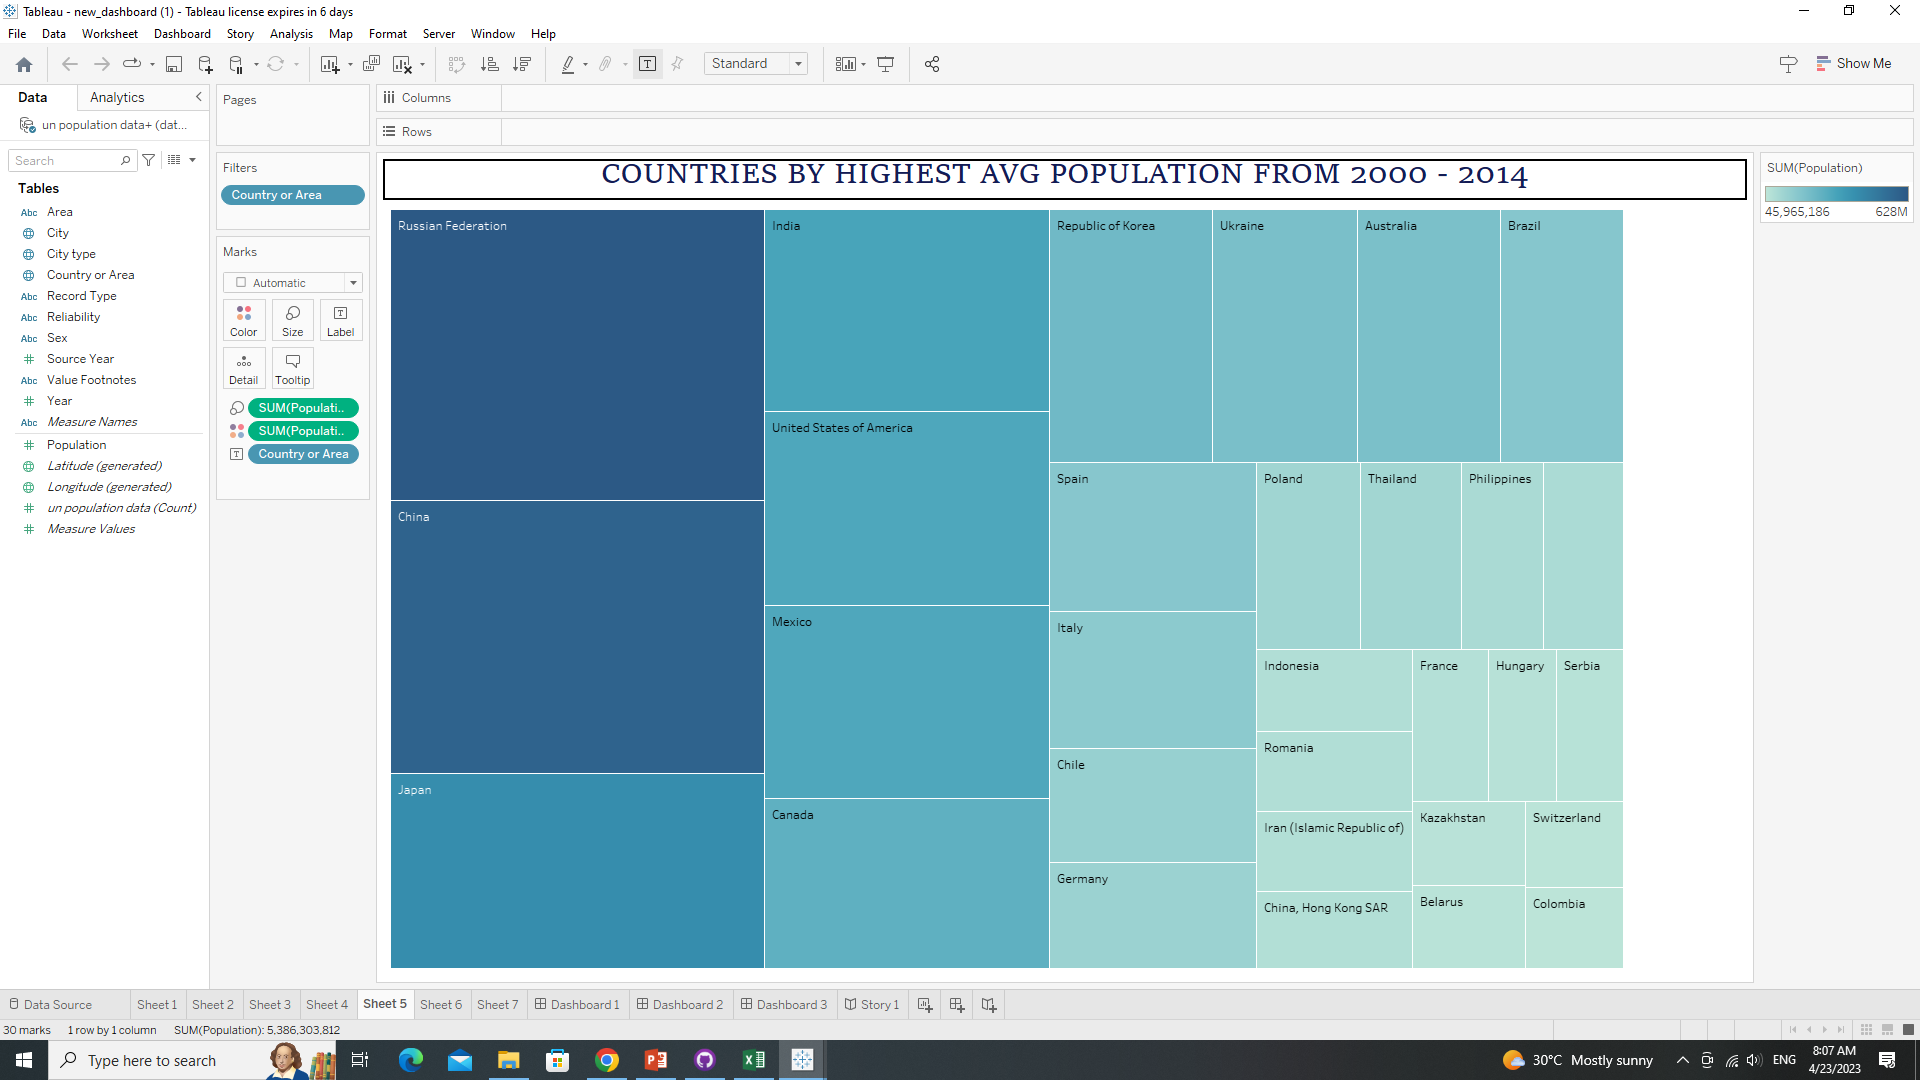 Tableau - new_dashboard (1) - Tableau license expires in 6 days
File Data Worksheet Dashboard Story Analysis Map Format Server Window Help
Standard
Show Me
Data Analytics
un population data+ (dat...
Search
Tables
Abc Area
City
City type
Country or Area
Abc Record Type
Abc Reliability
Abc Sex
Source Year
Abc Value Footnotes
Year
Abc Measure Names
Population
Latitude (generated)
Longitude (generated)
un population data (Count)
Measure Values
Pages
Filters
Country or Area
Marks
Automatic
Color Size Label
Detail Tooltip
SUM(Populati..
SUM(Populati..
Country or Area
Columns
Rows
COUNTRIES BY HIGHEST AVG POPULATION FROM 2000 - 2014
Russian Federation
China
Japan
India
United States of America
Mexico
Canada
Republic of Korea
Ukraine
Australia
Brazil
Spain
Italy
Chile
Germany
Poland
Thailand
Philippines
Indonesia
Romania
Iran (Islamic Republic of)
China, Hong Kong SAR
France
Hungary
Serbia
Kazakhstan
Switzerland
Belarus
Colombia
SUM(Population)
45,965,186 628M
Data Source Sheet 1 Sheet 2 Sheet 3 Sheet 4 Sheet 5 Sheet 6 Sheet 7 Dashboard 1 Dashboard 2 Dashboard 3 Story 1
30 marks 1 row by 1 column SUM(Population): 5,386,303,812
Type here to search
30°C Mostly sunny
ENG
8:07 AM
4/23/2023